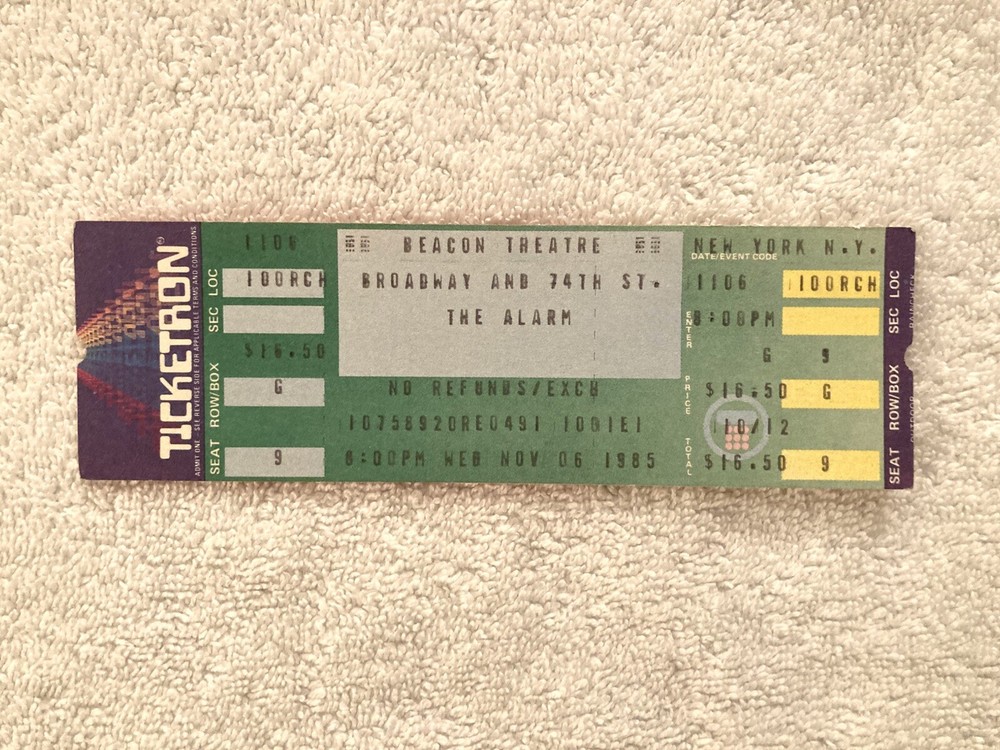 TICKETRON®
ADMIT ONE - SEE REVERSE SIDE FOR APPLICABLE TERMS AND CONDITIONS.
SEAT ROW/BOX SEC LOC
1106
100RCH
$16.50
G
9
BEACON THEATRE
BROADWAY AND 74TH ST.
THE ALARM
NO REFUNDS/EXCH
8:00PM WED NOV 06 1985
NEW YORK N.Y.
DATE/EVENT CODE
1106 100RCH
ENTER 8:00PM
G 9
PRICE $16.50 G
110/12
TOTAL $16.50 9
SEAT ROW/BOX SEC LOC